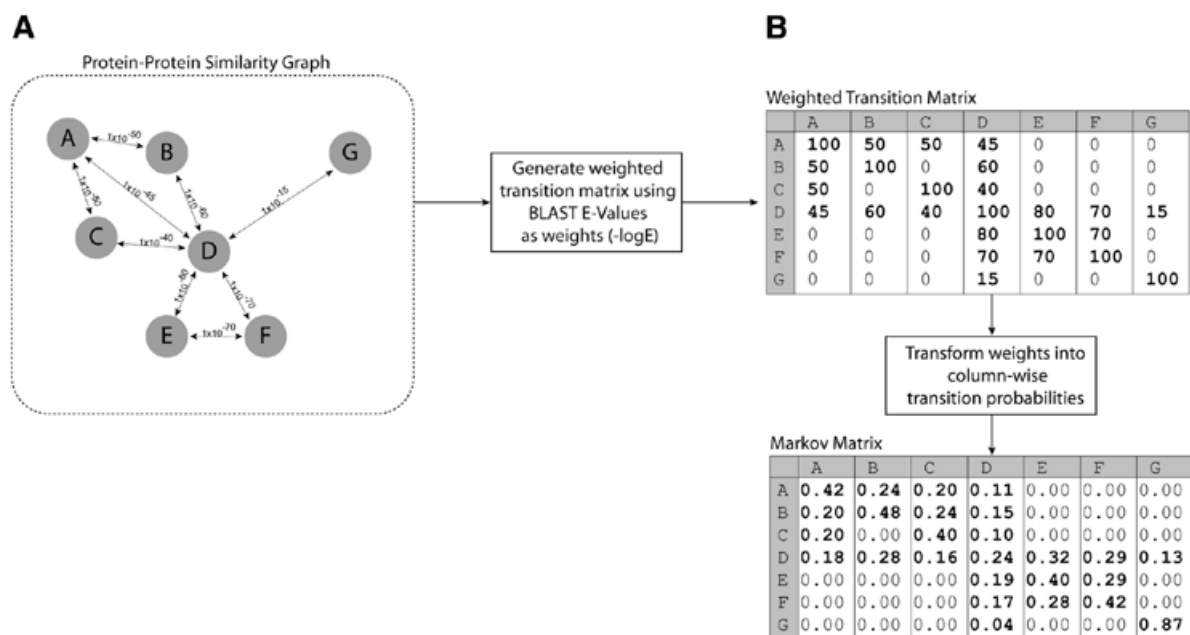 A
B
Protein-Protein Similarity Graph
A
B
C
D
E
F
G
1x10^-50
1x10^-50
1x10^-45
1x10^-60
1x10^-15
1x10^-40
1x10^-80
1x10^-70
1x10^-70
Generate weighted
transition matrix using
BLAST E-Values
as weights (-logE)
Weighted Transition Matrix
A B C D E F G
A 100 50 50 45 0 0 0
B 50 100 0 60 0 0 0
C 50 0 100 40 0 0 0
D 45 60 40 100 80 70 15
E 0 0 0 80 100 70 0
F 0 0 0 70 70 100 0
G 0 0 0 15 0 0 100
Transform weights into
column-wise
transition probabilities
Markov Matrix
A B C D E F G
A 0.42 0.24 0.20 0.11 0.00 0.00 0.00
B 0.20 0.48 0.24 0.15 0.00 0.00 0.00
C 0.20 0.00 0.40 0.10 0.00 0.00 0.00
D 0.18 0.28 0.16 0.24 0.32 0.29 0.13
E 0.00 0.00 0.00 0.19 0.40 0.29 0.00
F 0.00 0.00 0.00 0.17 0.28 0.42 0.00
G 0.00 0.00 0.00 0.04 0.00 0.00 0.87